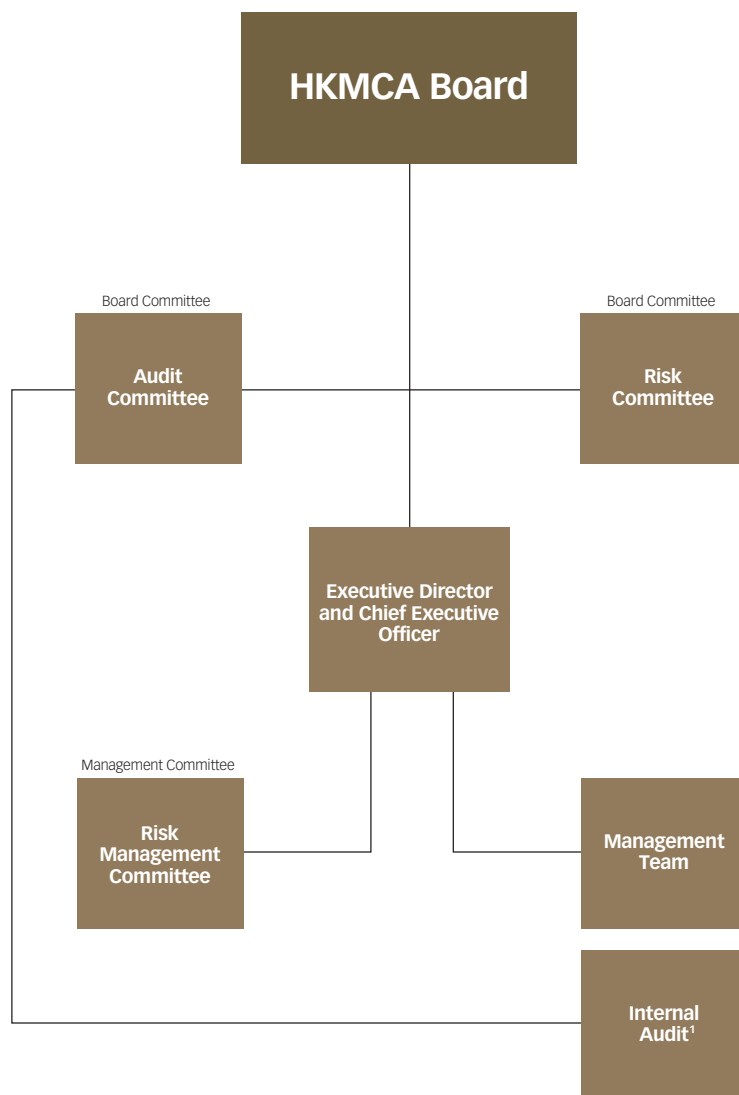 HKMCA Board
Board Committee
Audit
Committee
Board Committee
Risk
Committee
Executive Director
and Chief Executive
Officer
Management Committee
Risk
Management
Committee
Management
Team
Internal
Audit¹